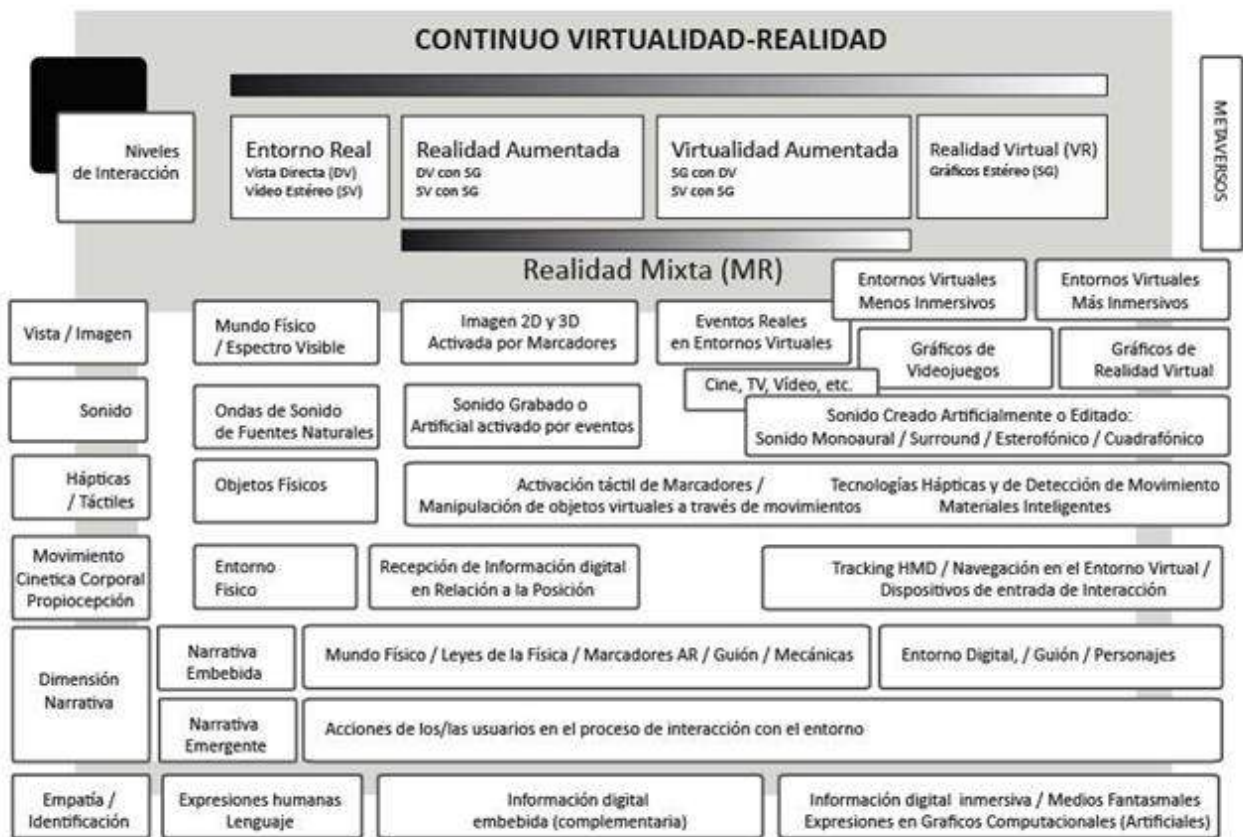 CONTINUO VIRTUALIDAD-REALIDAD
METAVERSOS
Niveles
de Interacción
Entorno Real
Vista Directa (DV)
Vídeo Estéreo (SV)
Realidad Aumentada
DV con SG
SV con SG
Virtualidad Aumentada
SG con DV
SV con SG
Realidad Virtual (VR)
Gráficos Estéreo (SG)
Realidad Mixta (MR)
Entornos Virtuales
Menos Inmersivos
Entornos Virtuales
Más Inmersivos
Vista / Imagen
Mundo Físico
/ Espectro Visible
Imagen 2D y 3D
Activada por Marcadores
Eventos Reales
en Entornos Virtuales
Gráficos de
Videojuegos
Gráficos de
Realidad Virtual
Cine, TV, Vídeo, etc.
Sonido
Ondas de Sonido
de Fuentes Naturales
Sonido Grabado o
Artificial activado por eventos
Sonido Creado Artificialmente o Editado:
Sonido Monoaural / Surround / Esterofónico / Cuadrafónico
Hápticas
/ Táctiles
Objetos Físicos
Activación táctil de Marcadores /
Manipulación de objetos virtuales a través de movimientos
Tecnologías Hápticas y de Detección de Movimiento
Materiales Inteligentes
Movimiento
Cinetica Corporal
Propiocepción
Entorno
Fisico
Recepción de Información digital
en Relación a la Posición
Tracking HMD / Navegación en el Entorno Virtual /
Dispositivos de entrada de Interacción
Dimensión
Narrativa
Narrativa
Embebida
Mundo Físico / Leyes de la Física / Marcadores AR / Guión / Mecánicas
Entorno Digital, / Guión / Personajes
Narrativa
Emergente
Acciones de los/las usuarios en el proceso de interacción con el entorno
Empatía /
Identificación
Expresiones humanas
Lenguaje
Información digital
embebida (complementaria)
Información digital inmersiva / Medios Fantasmales
Expresiones en Graficos Computacionales (Artificiales)